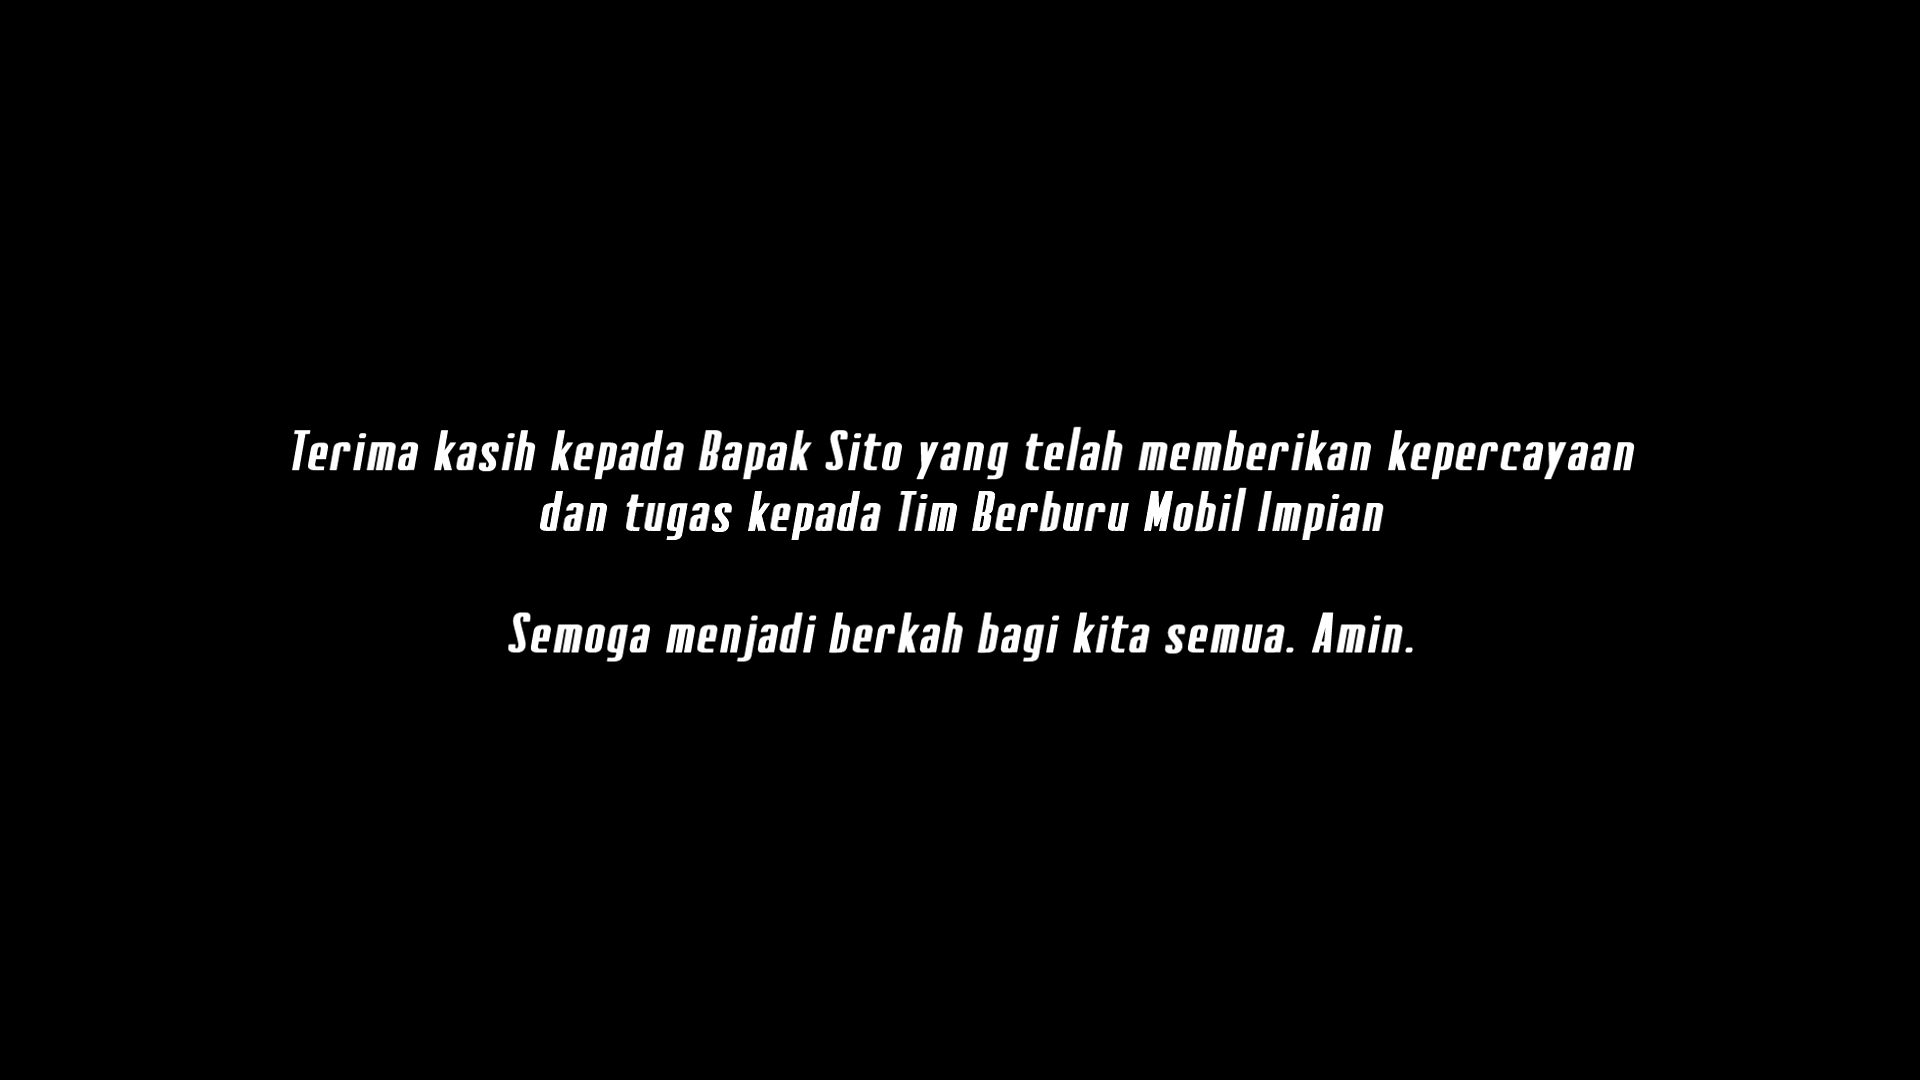 Terima kasih kepada Bapak Sito yang telah memberikan kepercayaan
dan tugas kepada Tim Berburu Mobil Impian
Semoga menjadi berkah bagi kita semua. Amin.